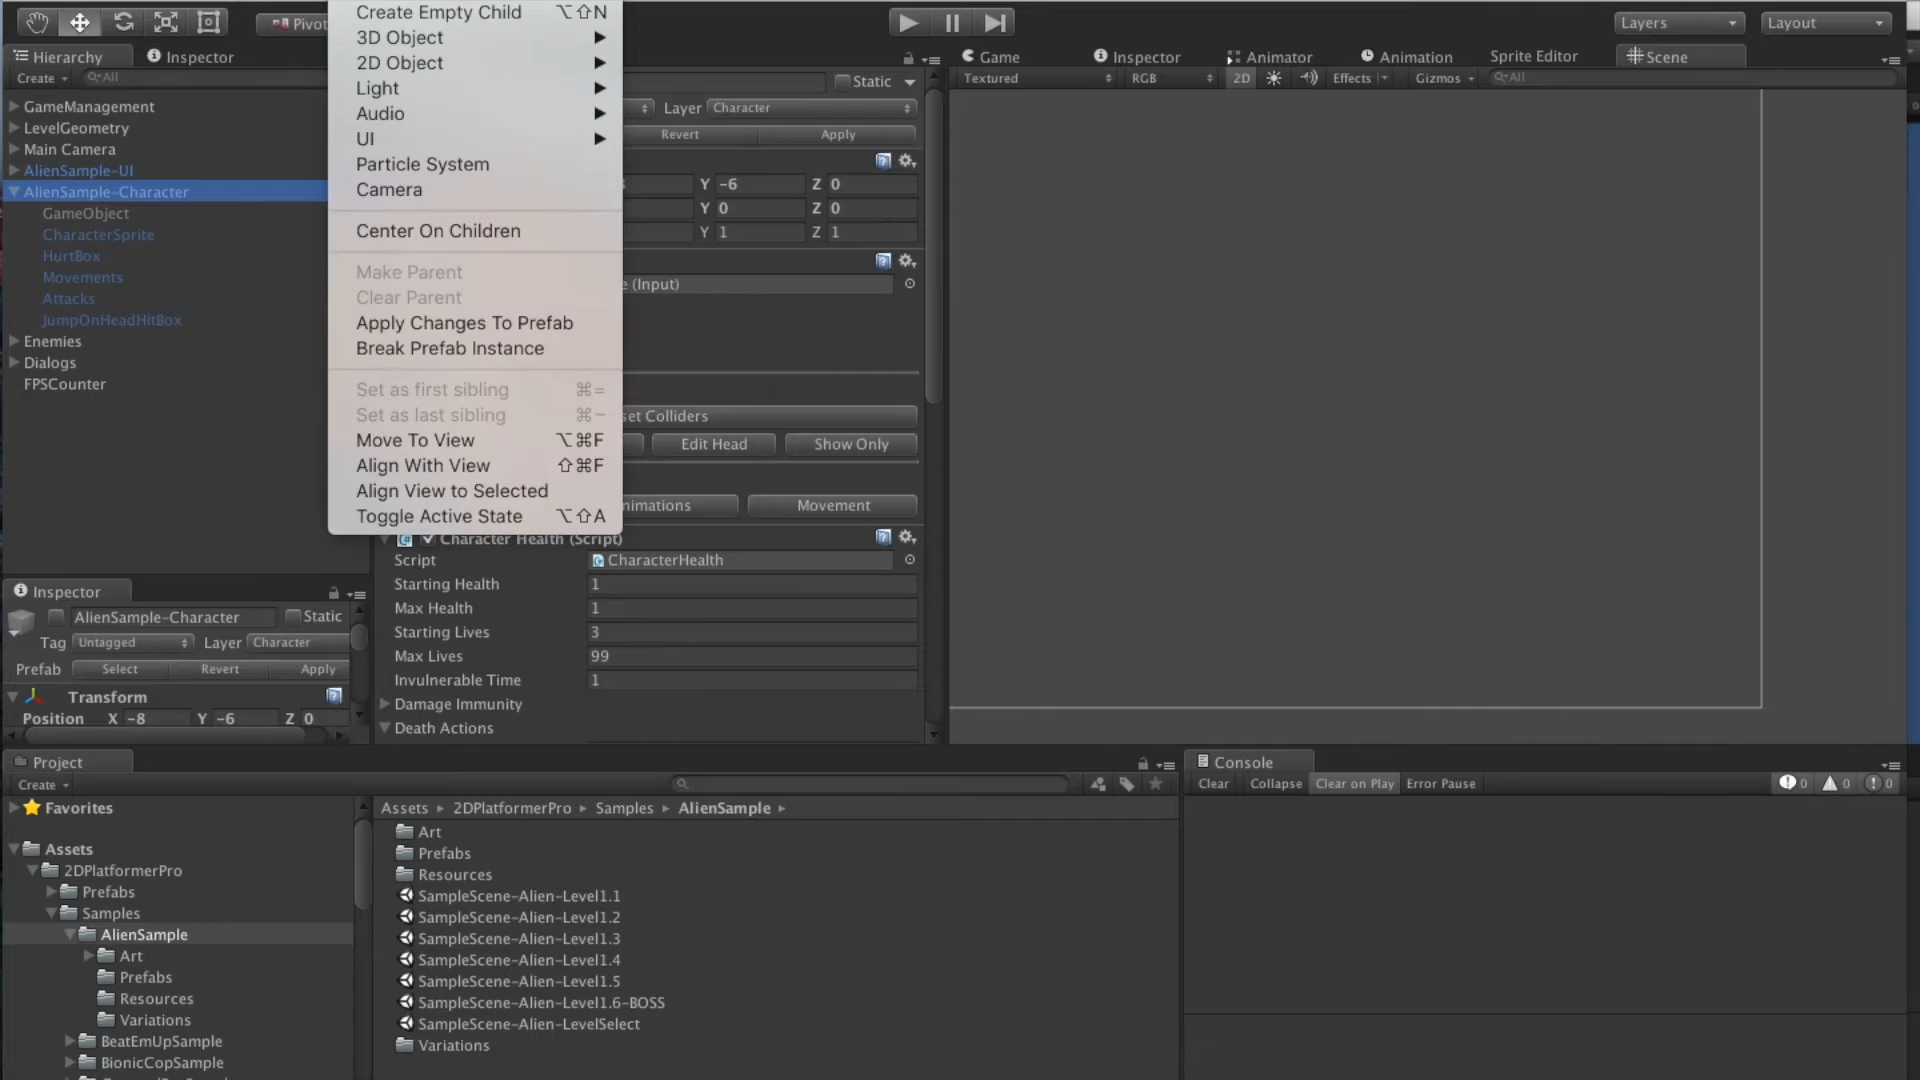 Pivot
Layers
Layout
Create Empty Child ⌥⇧N
3D Object
2D Object
Light
Audio
UI
Particle System
Camera
Center On Children
Make Parent
Clear Parent
Apply Changes To Prefab
Break Prefab Instance
Set as first sibling ⌘=
Set as last sibling ⌘-
Move To View ⌥⌘F
Align With View ⇧⌘F
Align View to Selected
Toggle Active State ⌥⇧A
Hierarchy
Inspector
Create
All
GameManagement
LevelGeometry
Main Camera
AlienSample-UI
AlienSample-Character
GameObject
CharacterSprite
HurtBox
Movements
Attacks
JumpOnHeadHitBox
Enemies
Dialogs
FPSCounter
Static
Layer Character
Revert Apply
Y -6 Z 0
Y 0 Z 0
Y 1 Z 1
(Input)
Colliders
Edit Head Show Only
Movement
Character Health (Script)
Script CharacterHealth
Starting Health 1
Max Health 1
Starting Lives 3
Max Lives 99
Invulnerable Time 1
Damage Immunity
Death Actions
Game
Inspector
Animator
Animation
Sprite Editor
Scene
Textured RGB 2D Effects Gizmos All
Inspector
AlienSample-Character Static
Tag Untagged Layer Character
Prefab Select Revert Apply
Transform
Position X -8 Y -6 Z 0
Project
Create
Favorites
Assets
2DPlatformerPro
Prefabs
Samples
AlienSample
Art
Prefabs
Resources
Variations
BeatEmUpSample
BionicCopSample
Assets 2DPlatformerPro Samples AlienSample
Art
Prefabs
Resources
SampleScene-Alien-Level1.1
SampleScene-Alien-Level1.2
SampleScene-Alien-Level1.3
SampleScene-Alien-Level1.4
SampleScene-Alien-Level1.5
SampleScene-Alien-Level1.6-BOSS
SampleScene-Alien-LevelSelect
Variations
Console
Clear Collapse Clear on Play Error Pause 0 0 0